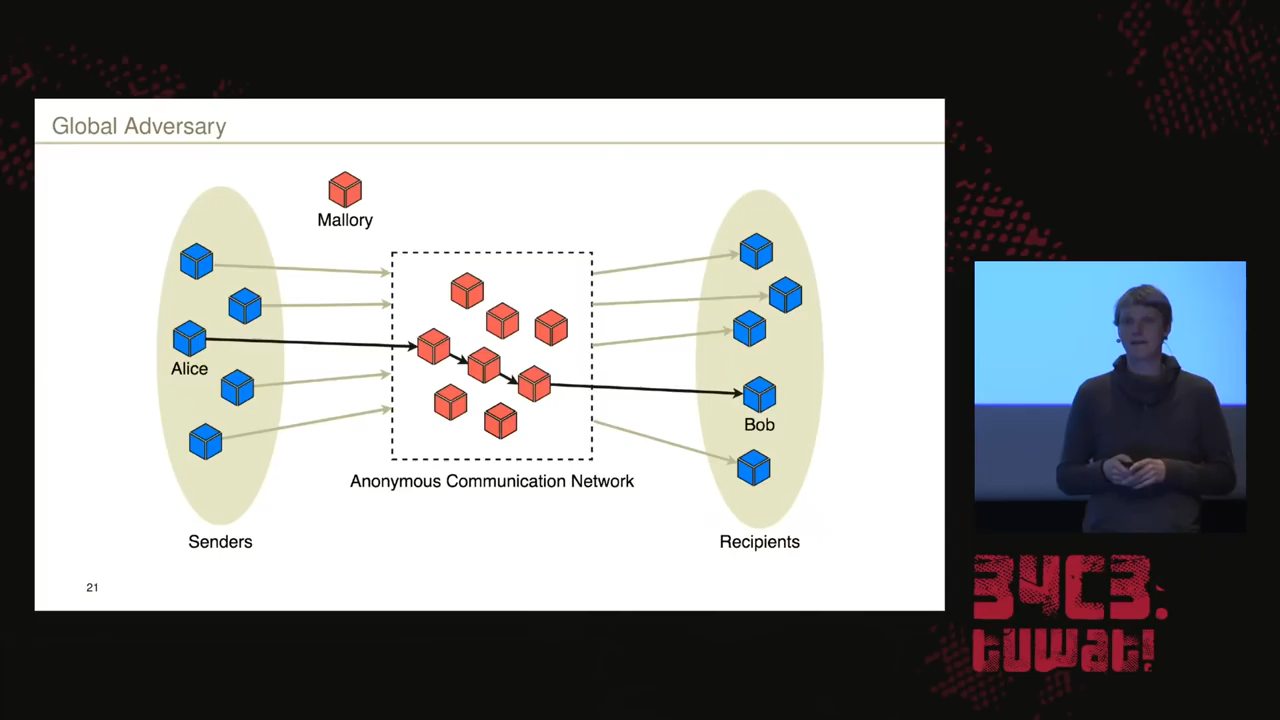 Global Adversary
Mallory
Alice
Bob
Anonymous Communication Network
Senders
Recipients
21
34C3.
tuwat!